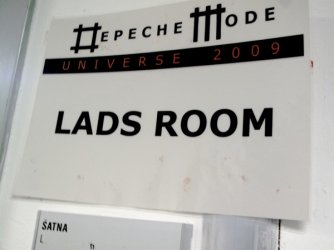 DEPECHE MODE
UNIVERSE 2009
LADS ROOM
ŠATNA
L